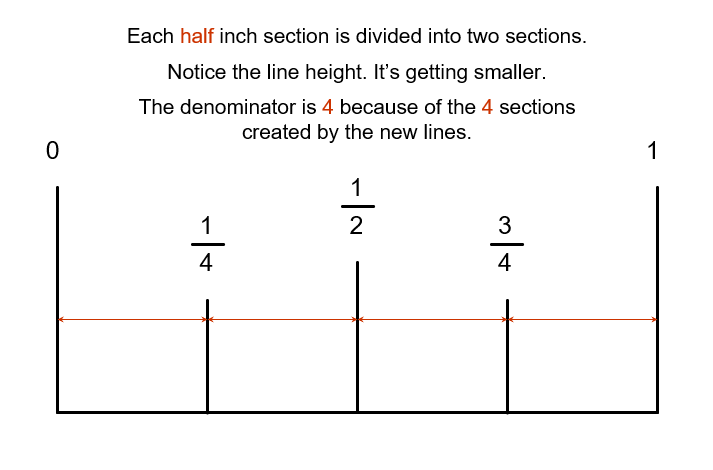 Each half inch section is divided into two sections.
Notice the line height. It’s getting smaller.
The denominator is 4 because of the 4 sections
created by the new lines.
0
1
1
2
1
4
3
4